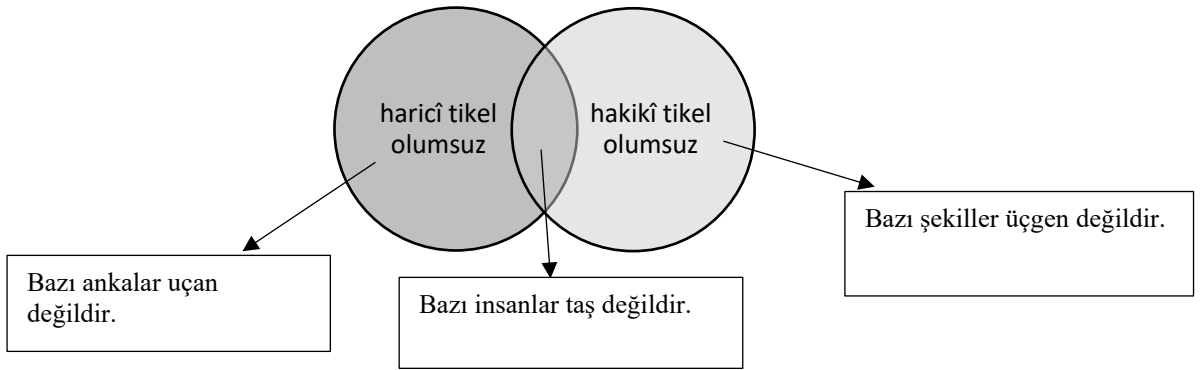 haricî tikel
olumsuz
hakikî tikel
olumsuz
Bazı şekiller üçgen değildir.
Bazı ankalar uçan
değildir.
Bazı insanlar taş değildir.